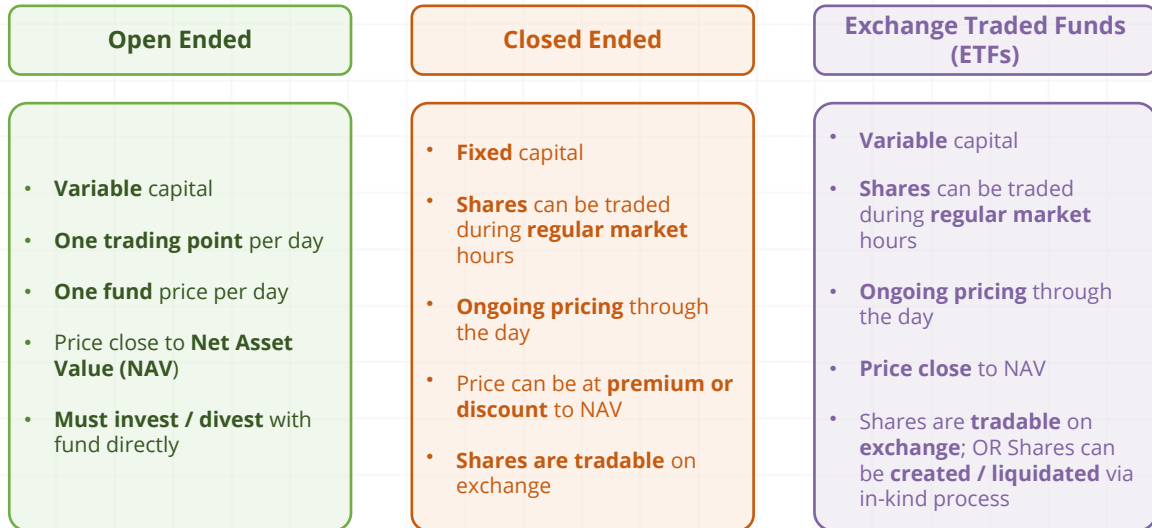 Open Ended
• Variable capital
• One trading point per day
• One fund price per day
• Price close to Net Asset
Value (NAV)
• Must invest / divest with
fund directly
Closed Ended
• Fixed capital
• Shares can be traded
during regular market
hours
• Ongoing pricing through
the day
• Price can be at premium or
discount to NAV
• Shares are tradable on
exchange
Exchange Traded Funds
(ETFs)
• Variable capital
• Shares can be traded
during regular market
hours
• Ongoing pricing through
the day
• Price close to NAV
• Shares are tradable on
exchange; OR Shares can
be created / liquidated via
in-kind process